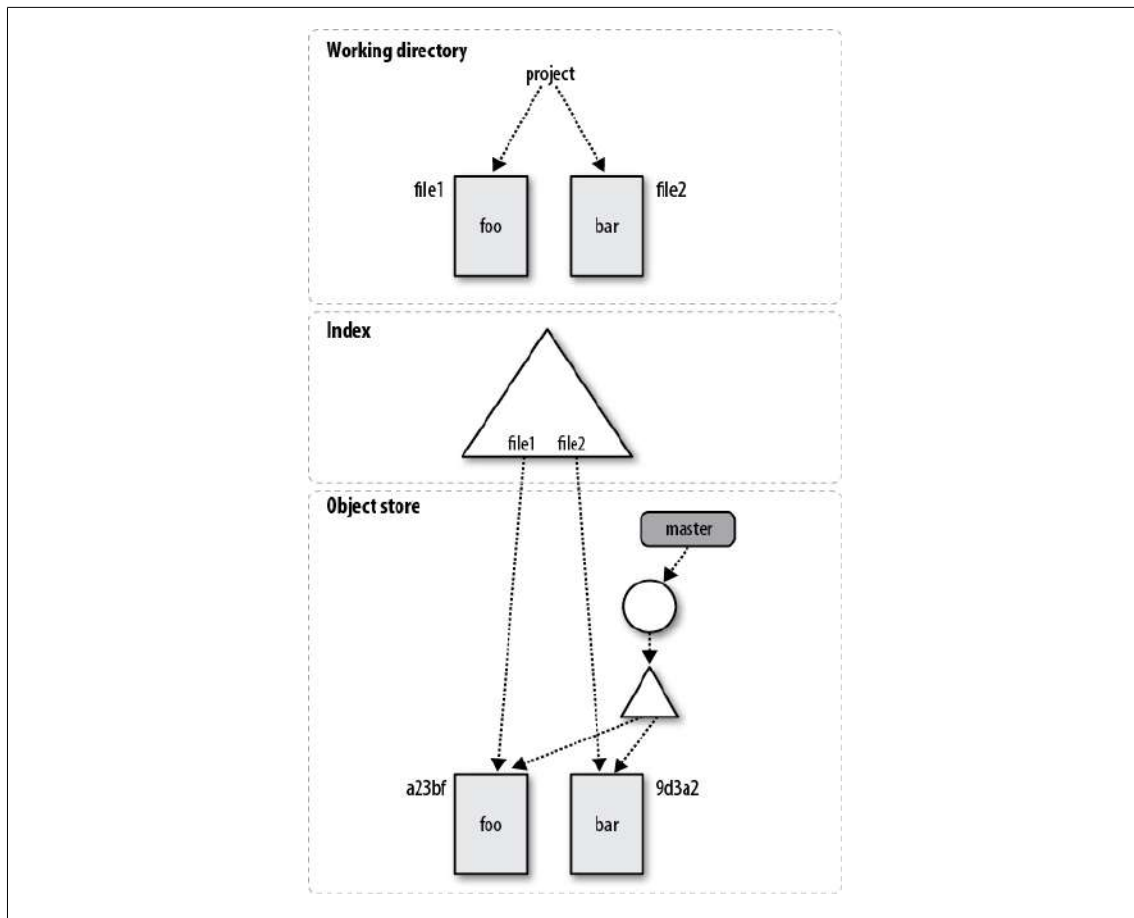 Working directory
project
file1
file2
foo
bar
Index
file1
file2
Object store
master
a23bf
9d3a2
foo
bar